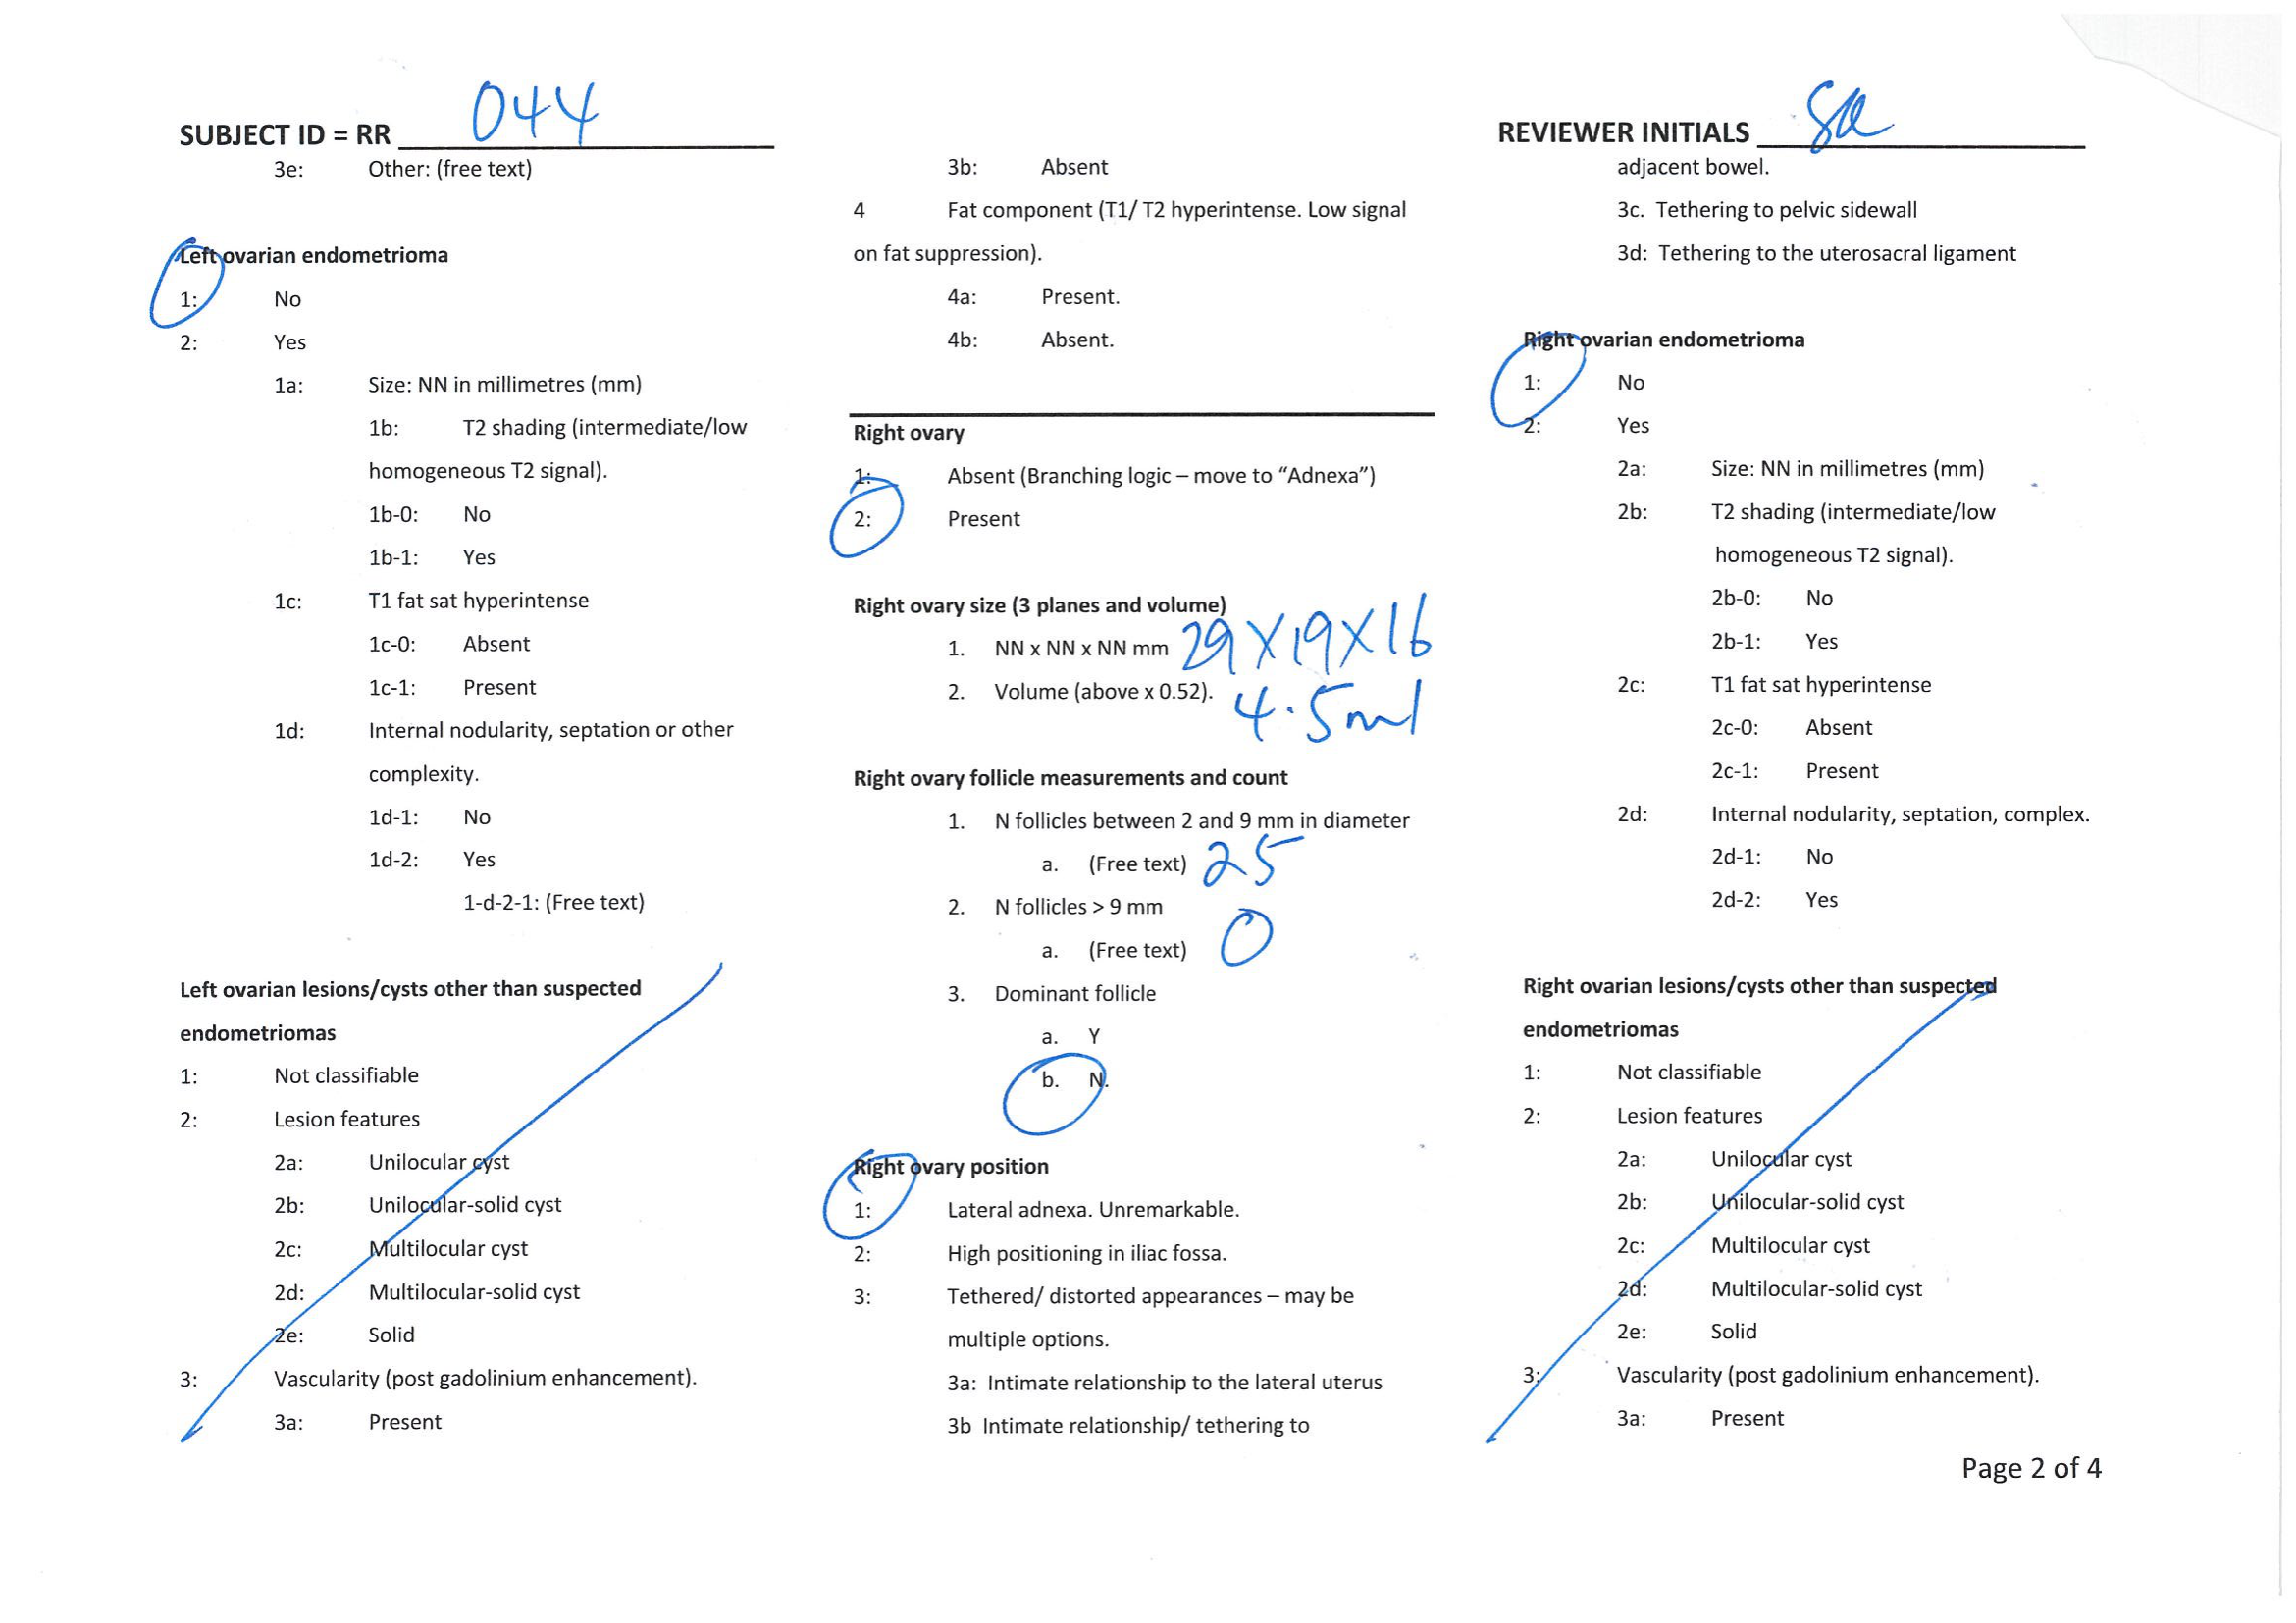 SUBJECT ID = RR 044
3e: Other: (free text)
Left ovarian endometrioma
1: No
2: Yes
1a: Size: NN in millimetres (mm)
1b: T2 shading (intermediate/low
homogeneous T2 signal).
1b-0: No
1b-1: Yes
1c: T1 fat sat hyperintense
1c-0: Absent
1c-1: Present
1d: Internal nodularity, septation or other
complexity.
1d-1: No
1d-2: Yes
1-d-2-1: (Free text)
Left ovarian lesions/cysts other than suspected
endometriomas
1: Not classifiable
2: Lesion features
2a: Unilocular cyst
2b: Unilocular-solid cyst
2c: Multilocular cyst
2d: Multilocular-solid cyst
2e: Solid
3: Vascularity (post gadolinium enhancement).
3a: Present
3b: Absent
4 Fat component (T1/ T2 hyperintense. Low signal
on fat suppression).
4a: Present.
4b: Absent.
Right ovary
1: Absent (Branching logic – move to “Adnexa”)
2: Present
Right ovary size (3 planes and volume)
1. NN x NN x NN mm 29 X 19 X 16
2. Volume (above x 0.52). 4.5ml
Right ovary follicle measurements and count
1. N follicles between 2 and 9 mm in diameter
a. (Free text) 25
2. N follicles > 9 mm
a. (Free text) 0
3. Dominant follicle
a. Y
b. N.
Right ovary position
1: Lateral adnexa. Unremarkable.
2: High positioning in iliac fossa.
3: Tethered/ distorted appearances – may be
multiple options.
3a: Intimate relationship to the lateral uterus
3b Intimate relationship/ tethering to
REVIEWER INITIALS
adjacent bowel.
3c. Tethering to pelvic sidewall
3d: Tethering to the uterosacral ligament
Right ovarian endometrioma
1: No
2: Yes
2a: Size: NN in millimetres (mm)
2b: T2 shading (intermediate/low
homogeneous T2 signal).
2b-0: No
2b-1: Yes
2c: T1 fat sat hyperintense
2c-0: Absent
2c-1: Present
2d: Internal nodularity, septation, complex.
2d-1: No
2d-2: Yes
Right ovarian lesions/cysts other than suspected
endometriomas
1: Not classifiable
2: Lesion features
2a: Unilocular cyst
2b: Unilocular-solid cyst
2c: Multilocular cyst
2d: Multilocular-solid cyst
2e: Solid
3: Vascularity (post gadolinium enhancement).
3a: Present
Page 2 of 4